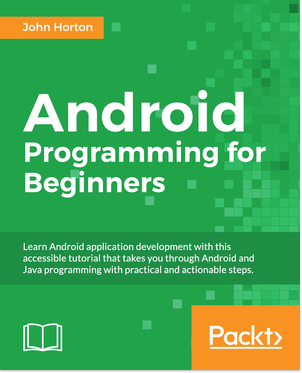 John Horton
Android
Programming for
Beginners
Learn Android application development with this
accessible tutorial that takes you through Android and
Java programming with practical and actionable steps.
Packt>